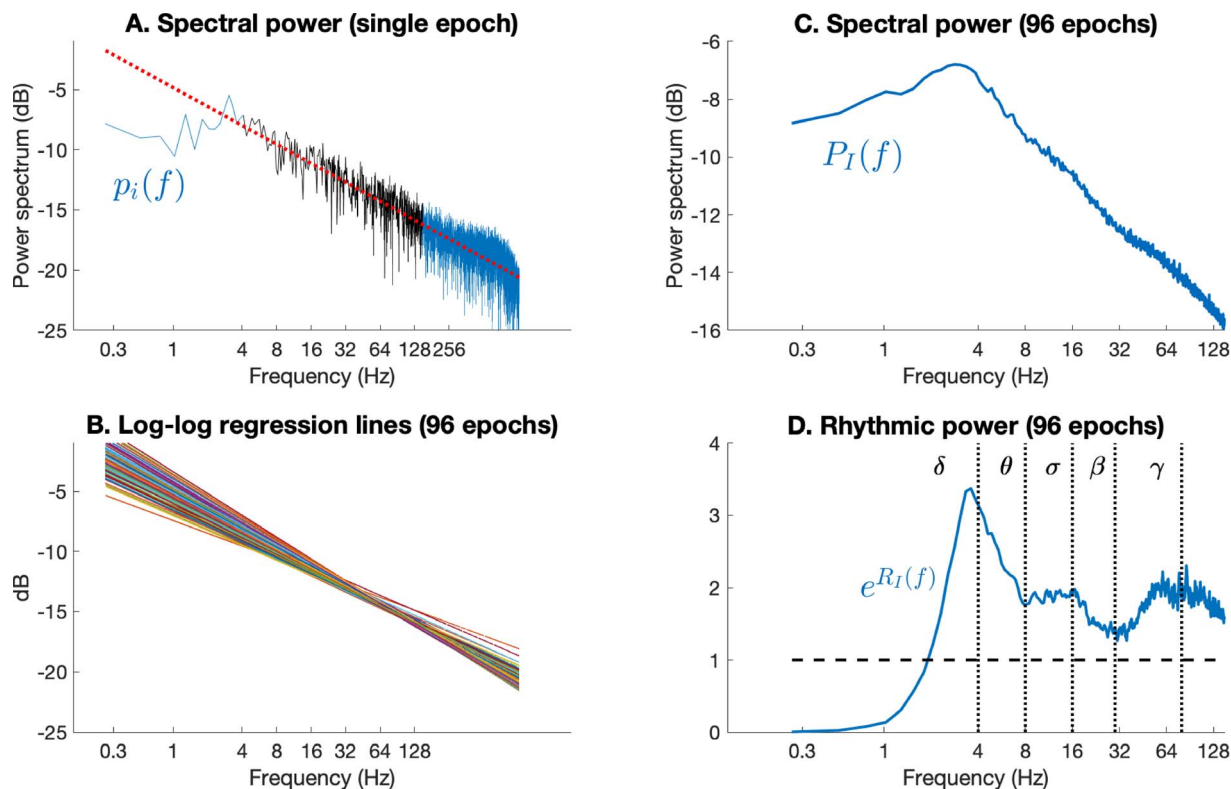 A. Spectral power (single epoch)
Power spectrum (dB)
-5
-10
-15
-20
-25
p_i(f)
0.3 1 4 8 16 32 64 128 256
Frequency (Hz)
C. Spectral power (96 epochs)
Power spectrum (dB)
-6
-8
-10
-12
-14
-16
P_I(f)
0.3 1 4 8 16 32 64 128
Frequency (Hz)
B. Log-log regression lines (96 epochs)
dB
-5
-10
-15
-20
-25
0.3 1 4 8 16 32 64 128
Frequency (Hz)
D. Rhythmic power (96 epochs)
4
3
2
1
0
δ θ σ β γ
e^{R_I(f)}
0.3 1 4 8 16 32 64 128
Frequency (Hz)